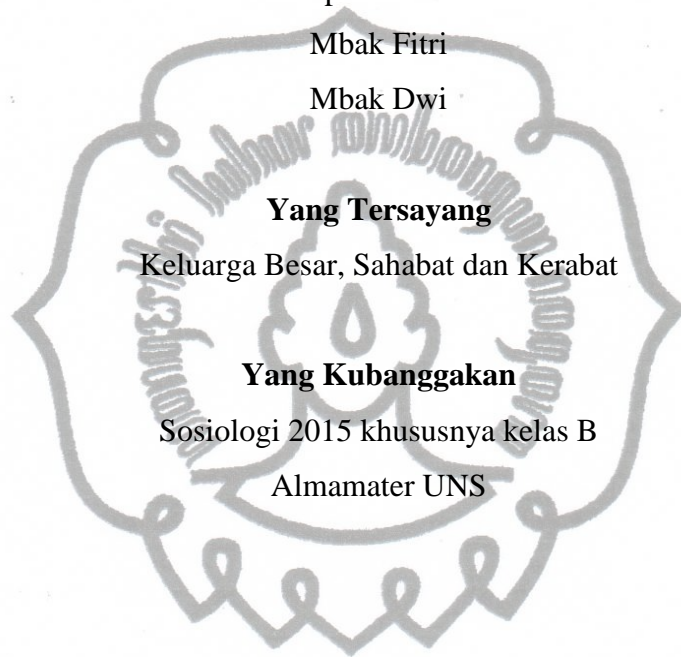 Mbak Fitri
Mbak Dwi
Yang Tersayang
Keluarga Besar, Sahabat dan Kerabat
Yang Kubanggakan
Sosiologi 2015 khususnya kelas B
Almamater UNS